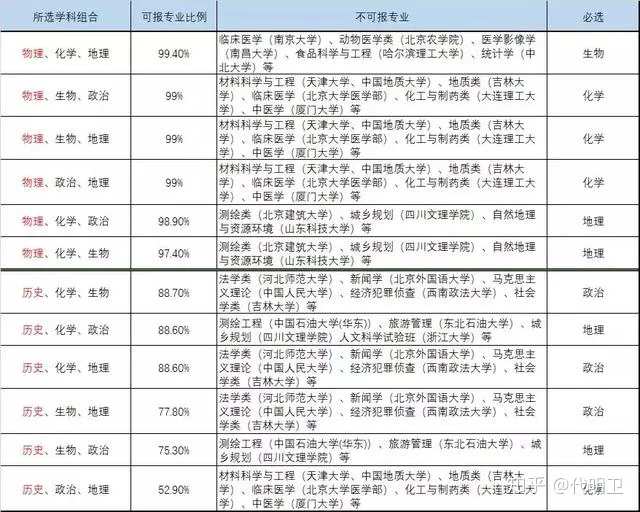 所选学科组合 可报专业比例 不可报专业 必选
物理、化学、地理 99.40% 临床医学（南京大学）、动物医学类（北京农学院）、医学影像学
（南昌大学）、食品科学与工程（哈尔滨理工大学）、统计学（中
北大学）等 生物
物理、生物、政治 99% 材料科学与工程（天津大学、中国地质大学）、地质类（吉林大
学）、临床医学（北京大学医学部）、化工与制药类（大连理工大
学）、中医学（厦门大学）等 化学
物理、生物、地理 99% 材料科学与工程（天津大学、中国地质大学）、地质类（吉林大
学）、临床医学（北京大学医学部）、化工与制药类（大连理工大
学）、中医学（厦门大学）等 化学
物理、政治、地理 99% 材料科学与工程（天津大学、中国地质大学）、地质类（吉林大
学）、临床医学（北京大学医学部）、化工与制药类（大连理工大
学）、中医学（厦门大学）等 化学
物理、化学、政治 98.90% 测绘类（北京建筑大学）、城乡规划（四川文理学院）、自然地理
与资源环境（山东科技大学）等 地理
物理、化学、生物 97.40% 测绘类（北京建筑大学）、城乡规划（四川文理学院）、自然地理
与资源环境（山东科技大学）等 地理
历史、化学、生物 88.70% 法学类（河北师范大学）、新闻学（北京外国语大学）、马克思主
义理论（中国人民大学）、经济犯罪侦查（西南政法大学）、社会
学类（吉林大学）等 政治
历史、化学、政治 88.60% 测绘工程（中国石油大学(华东)）、旅游管理（东北石油大学）、城
乡规划（四川文理学院）人文科学试验班（浙江大学）等 地理
历史、化学、地理 88.60% 法学类（河北师范大学）、新闻学（北京外国语大学）、马克思
义理论（中国人民大学）、经济犯罪侦查（西南政法大学）、社会
学类（吉林大学）等 政治
历史、生物、地理 77.80% 法学类（河北师范大学）、新闻学（北京外国语大学）、马克思主
义理论（中国人民大学）、经济犯罪侦查（西南政法大学）、社会
学类（吉林大学）等 政治
历史、生物、政治 75.30% 测绘工程（中国石油大学(华东)）、旅游管理（东北石油大学）、城
乡规划（四川文理学院）等 地理
历史、政治、地理 52.90% 材料科学与工程（天津大学、中国地质大学）、地质类（吉林大
学）、临床医学（北京大学医学部）、化工与制药类（大连理工大
学）、中医学（厦门大学）等 化学
知乎 @代明卫